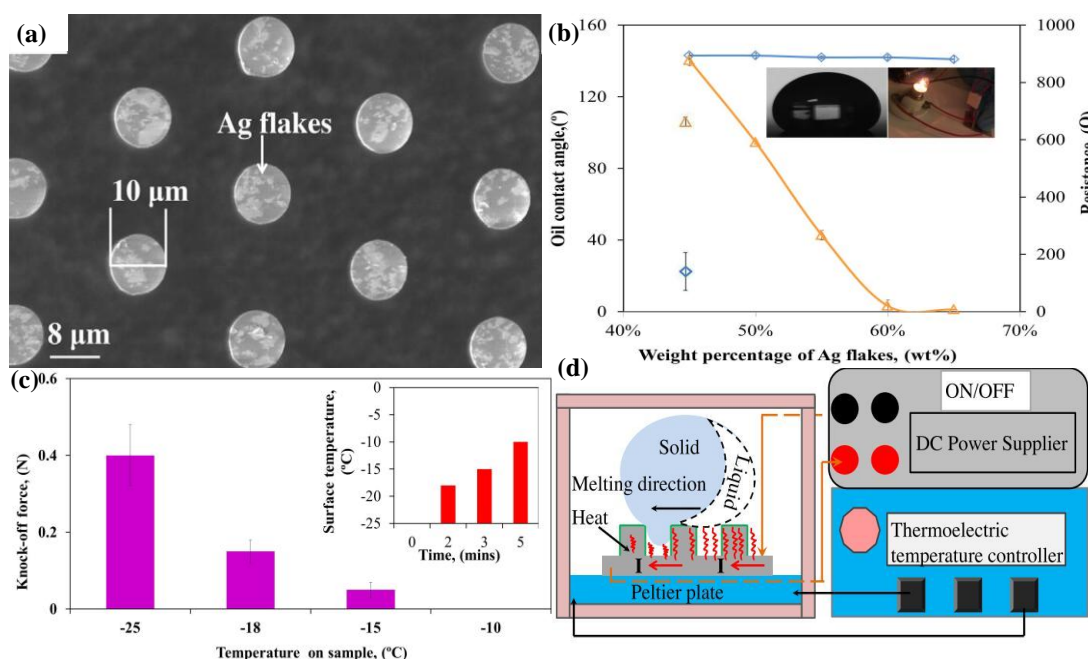 (a)
Ag flakes
10 µm
8 µm
(b)
160
120
80
40
0
Oil contact angle,(º)
1000
800
600
400
200
0
Resistance, (Ω)
40%
50%
60%
70%
Weight percentage of Ag flakes, (wt%)
(c)
0.6
0.4
0.2
0
Knock-off force, (N)
-25
-18
-15
-10
Temperature on sample, (ºC)
0
-5
-10
-15
-20
-25
Surface temperature,
(ºC)
0
2
3
5
Time, (mins)
(d)
Solid
Liquid
Melting direction
Heat
I
I
Peltier plate
ON/OFF
DC Power Supplier
Thermoelectric
temperature controller